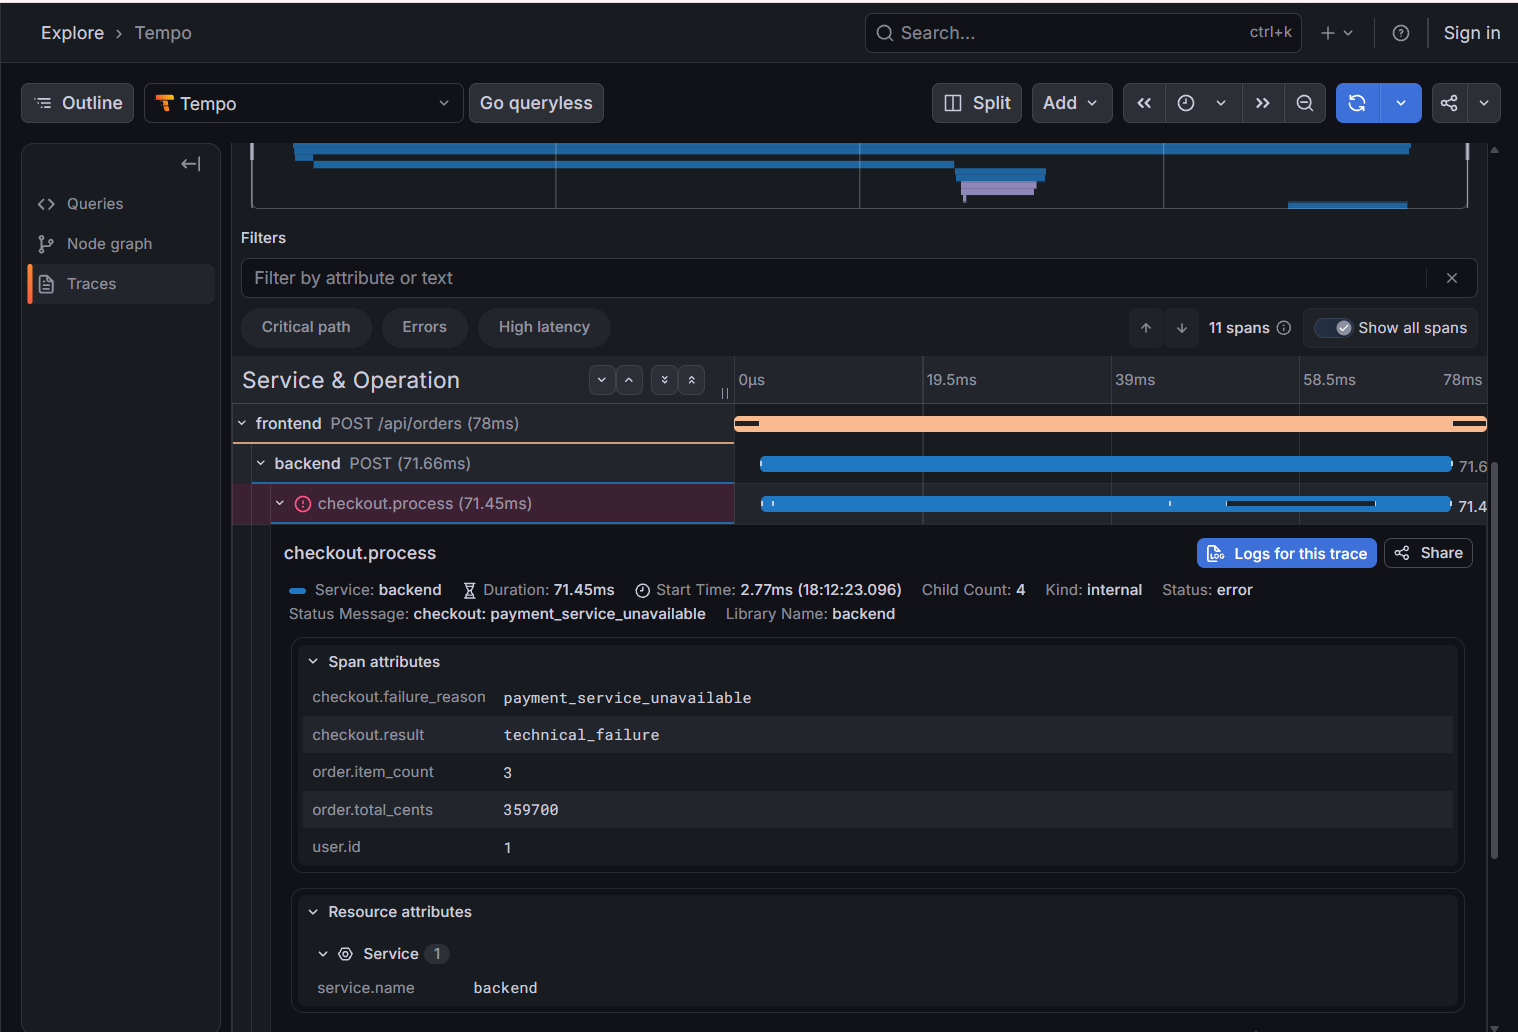 Explore › Tempo Search... ctrl+k Sign in
Outline Tempo Go queryless Split Add
Queries
Node graph
Traces
Filters
Filter by attribute or text
Critical path Errors High latency 11 spans Show all spans
Service & Operation 0μs 19.5ms 39ms 58.5ms 78ms
frontend POST /api/orders (78ms)
backend POST (71.66ms) 71.6
checkout.process (71.45ms) 71.4
checkout.process Logs for this trace Share
Service: backend Duration: 71.45ms Start Time: 2.77ms (18:12:23.096) Child Count: 4 Kind: internal Status: error
Status Message: checkout: payment_service_unavailable Library Name: backend
Span attributes
checkout.failure_reason payment_service_unavailable
checkout.result technical_failure
order.item_count 3
order.total_cents 359700
user.id 1
Resource attributes
Service 1
service.name backend